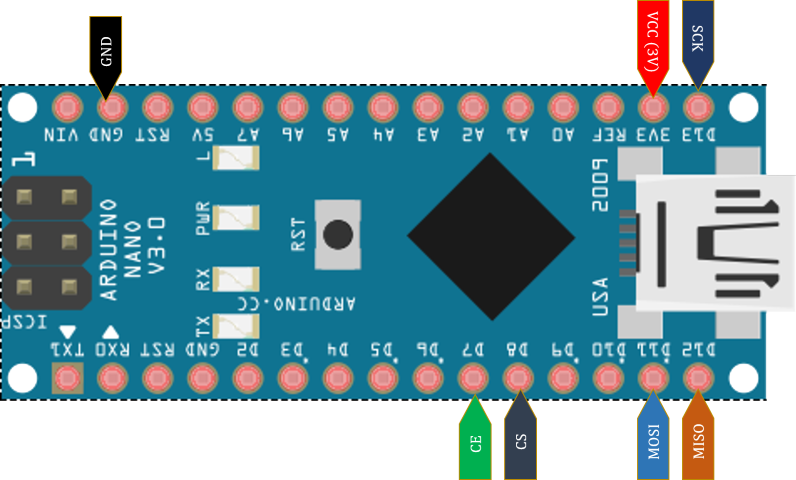 GND
VCC (3V)
SCK
VIN GND RST 5V A7 A6 A5 A4 A3 A2 A1 A0 REF 3V3 D13
1
L
PWR
RX
TX
RST
ARDUINO
NANO
V3.0
ARDUINO.CC
2009
USA
ICSP
TX1 RX0 RST GND D2 D3 D4 D5 D6 D7 D8 D9 D10 D11 D12
CE
CS
MOSI
MISO